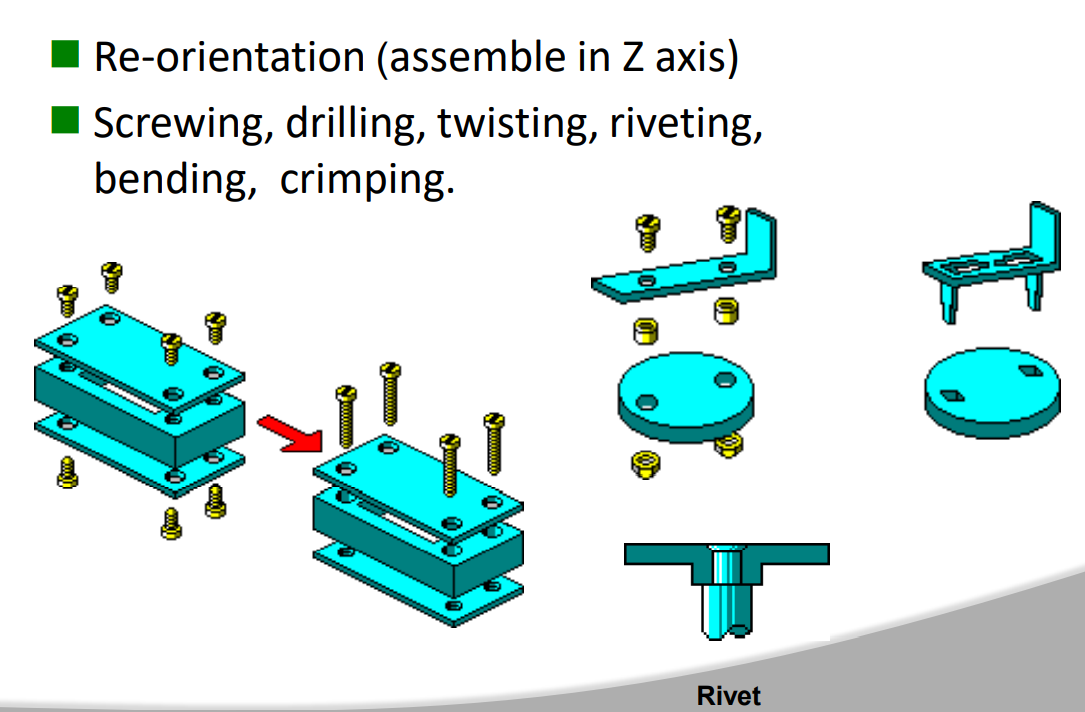 Re-orientation (assemble in Z axis)
Screwing, drilling, twisting, riveting,
bending, crimping.
Rivet